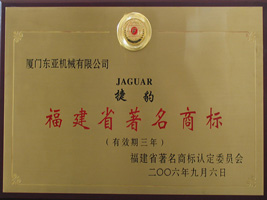 厦门东亚机械有限公司
JAGUAR
捷豹
福建省著名商标
(有效期三年)
福建省著名商标认定委员会
二〇〇六年九月六日